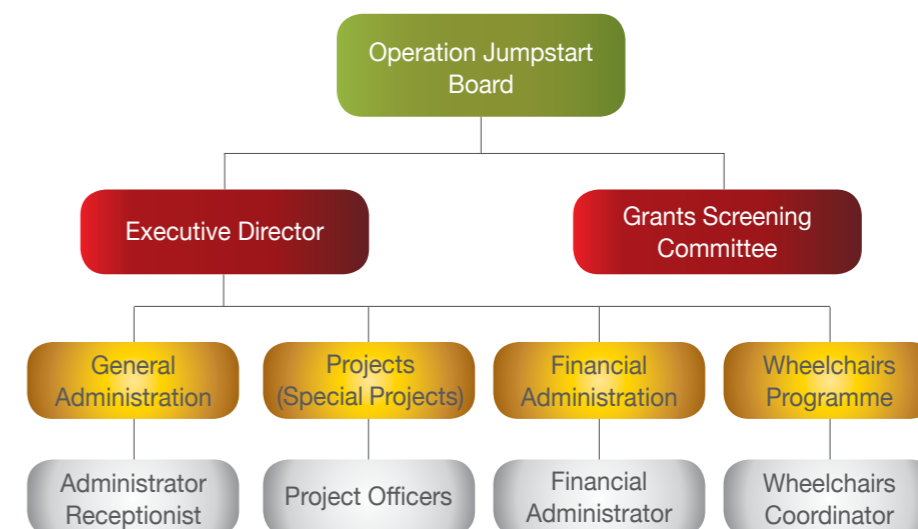 Operation Jumpstart
Board
Executive Director
Grants Screening
Committee
General
Administration
Projects
(Special Projects)
Financial
Administration
Wheelchairs
Programme
Administrator
Receptionist
Project Officers
Financial
Administrator
Wheelchairs
Coordinator